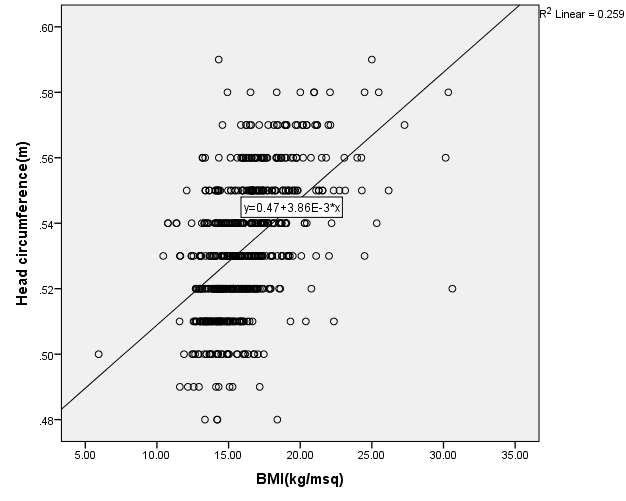 R2 Linear = 0.259
.60
.58
.56
.54
.52
.50
.48
Head circumference(m)
y=0.47+3.86E-3*x
5.00 10.00 15.00 20.00 25.00 30.00 35.00
BMI(kg/msq)